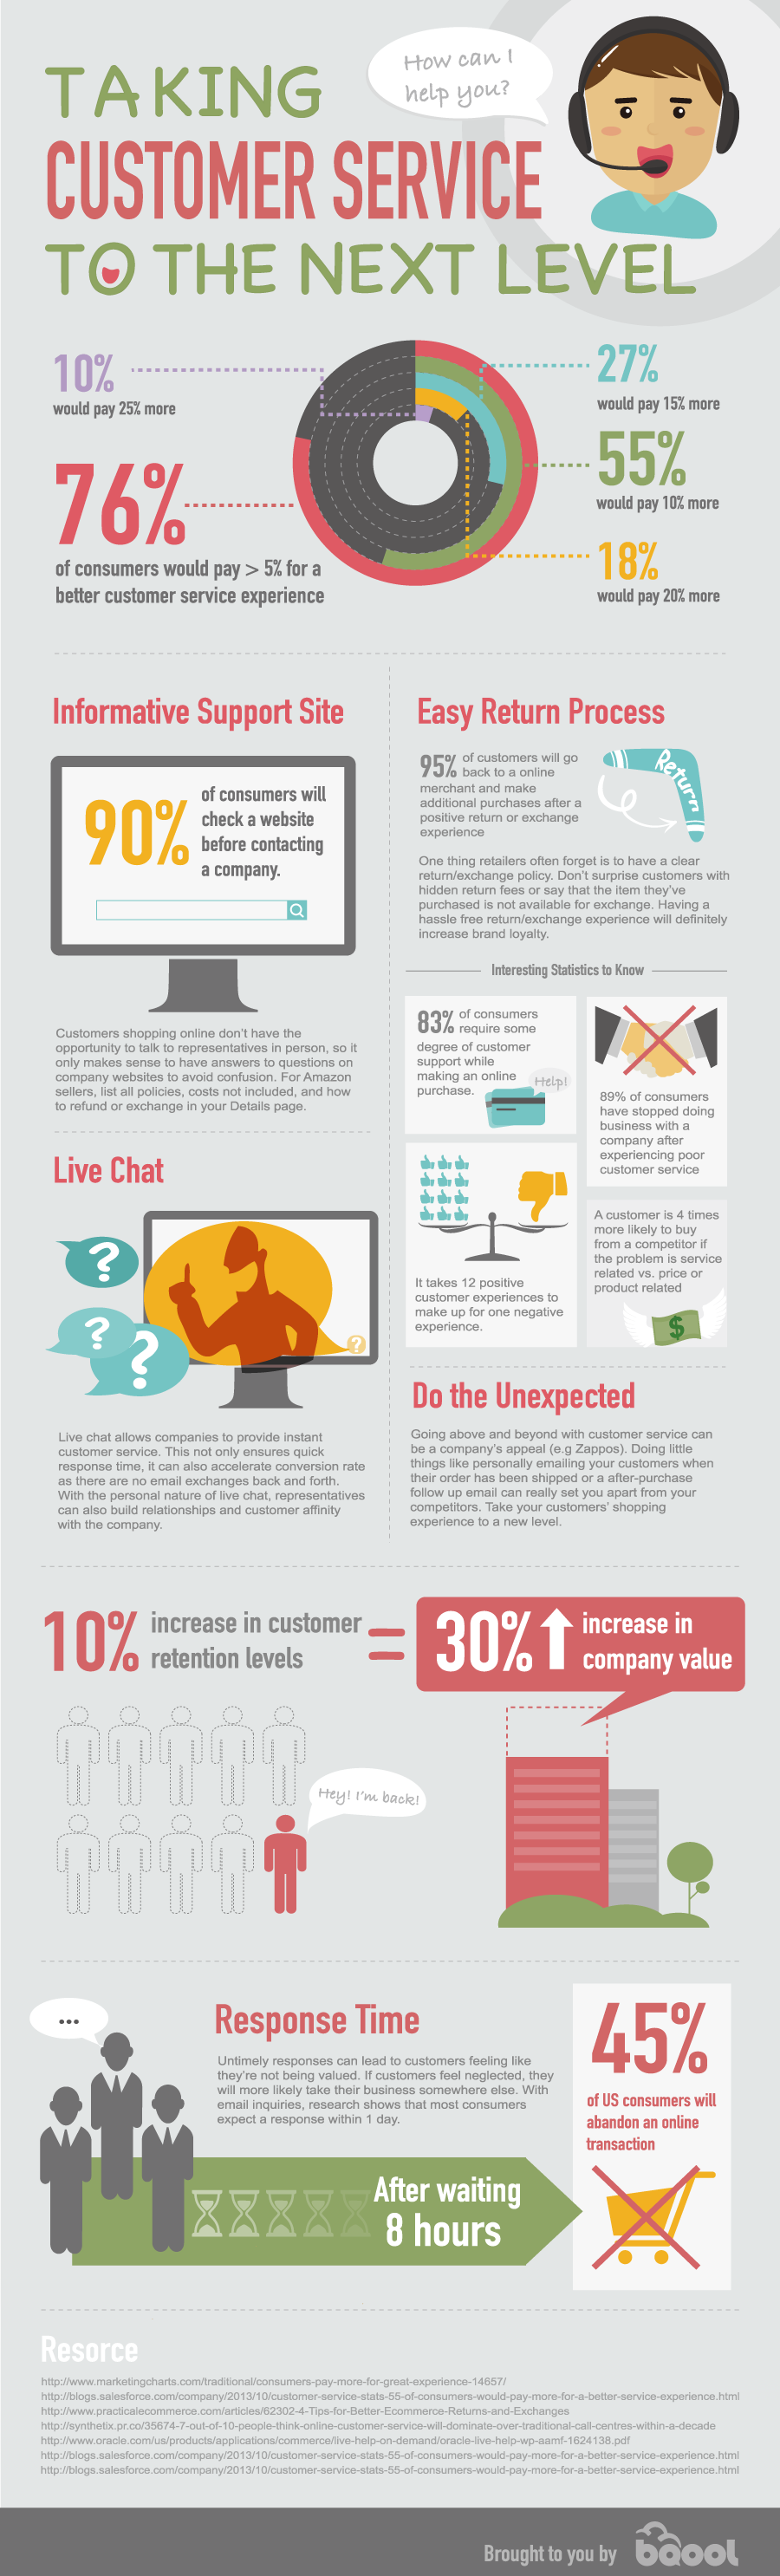 How can I
help you?
TAKING
CUSTOMER SERVICE
TO THE NEXT LEVEL
10%
would pay 25% more
76%
of consumers would pay > 5% for a
better customer service experience
27%
would pay 15% more
55%
would pay 10% more
18%
would pay 20% more
Informative Support Site
90%
of consumers will
check a website
before contacting
a company.
Customers shopping online don't have the
opportunity to talk to representatives in person, so it
only makes sense to have answers to questions on
company websites to avoid confusion. For Amazon
sellers, list all policies, costs not included, and how
to refund or exchange in your Details page.
Live Chat
?
?
?
?
Live chat allows companies to provide instant
customer service. This not only ensures quick
response time, it can also accelerate conversion rate
as there are no email exchanges back and forth.
With the personal nature of live chat, representatives
can also build relationships and customer affinity
with the company.
Easy Return Process
95% of customers will go
back to a online
merchant and make
additional purchases after a
positive return or exchange
experience
Return
One thing retailers often forget is to have a clear
return/exchange policy. Don't surprise customers with
hidden return fees or say that the item they've
purchased is not available for exchange. Having a
hassle free return/exchange experience will definitely
increase brand loyalty.
Interesting Statistics to Know
83% of consumers
require some
degree of customer
support while
making an online
purchase.
Help!
89% of consumers
have stopped doing
business with a
company after
experiencing poor
customer service
It takes 12 positive
customer experiences to
make up for one negative
experience.
A customer is 4 times
more likely to buy
from a competitor if
the problem is service
related vs. price or
product related
$
Do the Unexpected
Going above and beyond with customer service can
be a company's appeal (e.g Zappos). Doing little
things like personally emailing your customers when
their order has been shipped or a after-purchase
follow up email can really set you apart from your
competitors. Take your customers' shopping
experience to a new level.
10% increase in customer
retention levels
=
30% increase in
company value
Hey! I'm back!
...
Response Time
Untimely responses can lead to customers feeling like
they're not being valued. If customers feel neglected, they
will more likely take their business somewhere else. With
email inquiries, research shows that most consumers
expect a response within 1 day.
After waiting
8 hours
45%
of US consumers will
abandon an online
transaction
Resorce
http://www.marketingcharts.com/traditional/consumers-pay-more-for-great-experience-14657/
http://blogs.salesforce.com/company/2013/10/customer-service-stats-55-of-consumers-would-pay-more-for-a-better-service-experience.html
http://www.practicalecommerce.com/articles/62302-4-Tips-for-Better-Ecommerce-Returns-and-Exchanges
http://synthetix.pr.co/35674-7-out-of-10-people-think-online-customer-service-will-dominate-over-traditional-call-centres-within-a-decade
http://www.oracle.com/us/products/applications/commerce/live-help-on-demand/oracle-live-help-wp-aamf-1624138.pdf
http://blogs.salesforce.com/company/2013/10/customer-service-stats-55-of-consumers-would-pay-more-for-a-better-service-experience.html
http://blogs.salesforce.com/company/2013/10/customer-service-stats-55-of-consumers-would-pay-more-for-a-better-service-experience.html
Brought to you by bqool